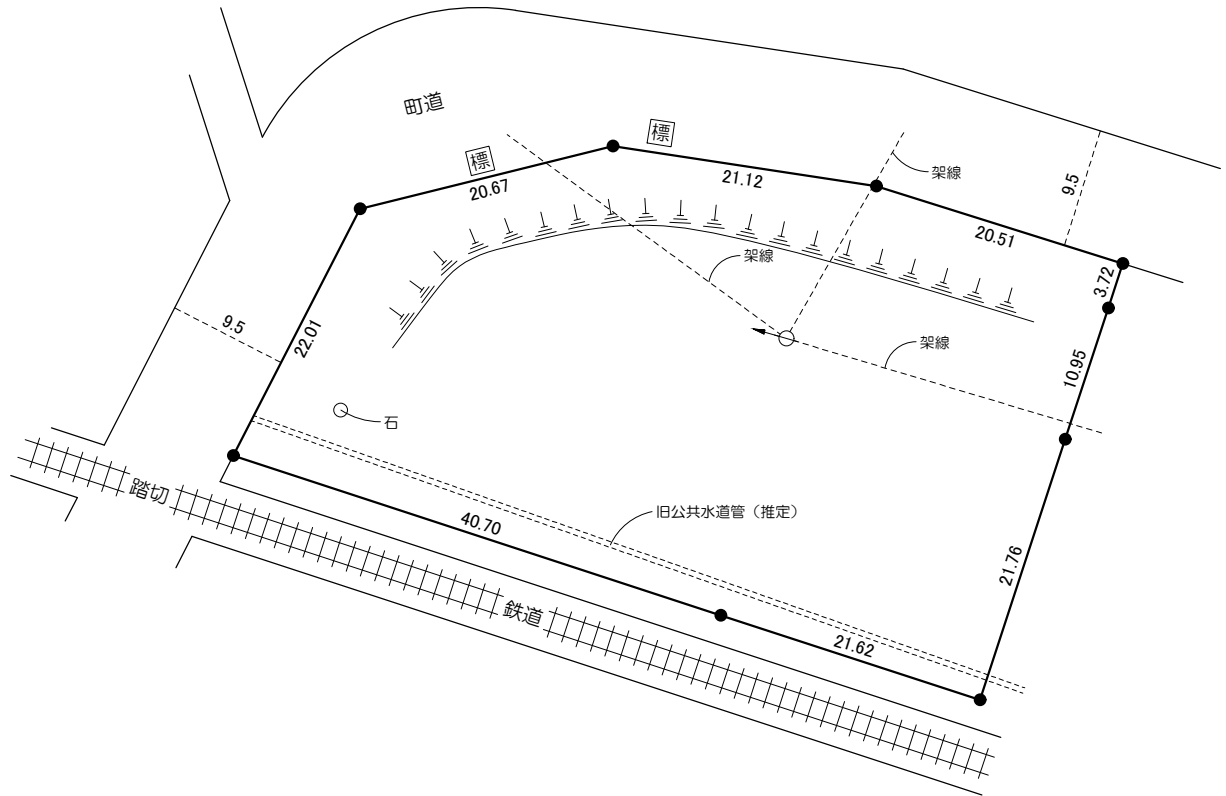 町道
標
標
20.67
21.12
架線
9.5
20.51
架線
3.72
9.5
22.01
架線
10.95
石
踏切
40.70
旧公共水道管（推定）
21.76
鉄道
21.62